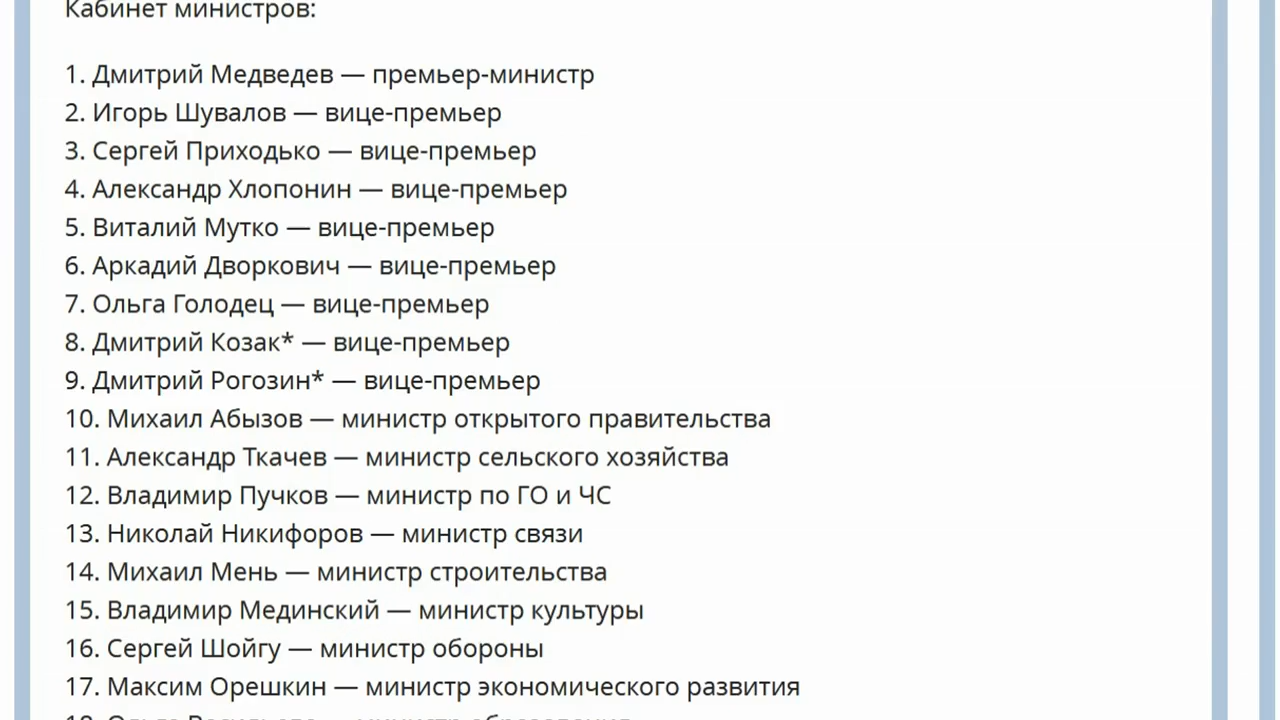 Кабинет министров:
1. Дмитрий Медведев — премьер-министр
2. Игорь Шувалов — вице-премьер
3. Сергей Приходько — вице-премьер
4. Александр Хлопонин — вице-премьер
5. Виталий Мутко — вице-премьер
6. Аркадий Дворкович — вице-премьер
7. Ольга Голодец — вице-премьер
8. Дмитрий Козак* — вице-премьер
9. Дмитрий Рогозин* — вице-премьер
10. Михаил Абызов — министр открытого правительства
11. Александр Ткачев — министр сельского хозяйства
12. Владимир Пучков — министр по ГО и ЧС
13. Николай Никифоров — министр связи
14. Михаил Мень — министр строительства
15. Владимир Мединский — министр культуры
16. Сергей Шойгу — министр обороны
17. Максим Орешкин — министр экономического развития